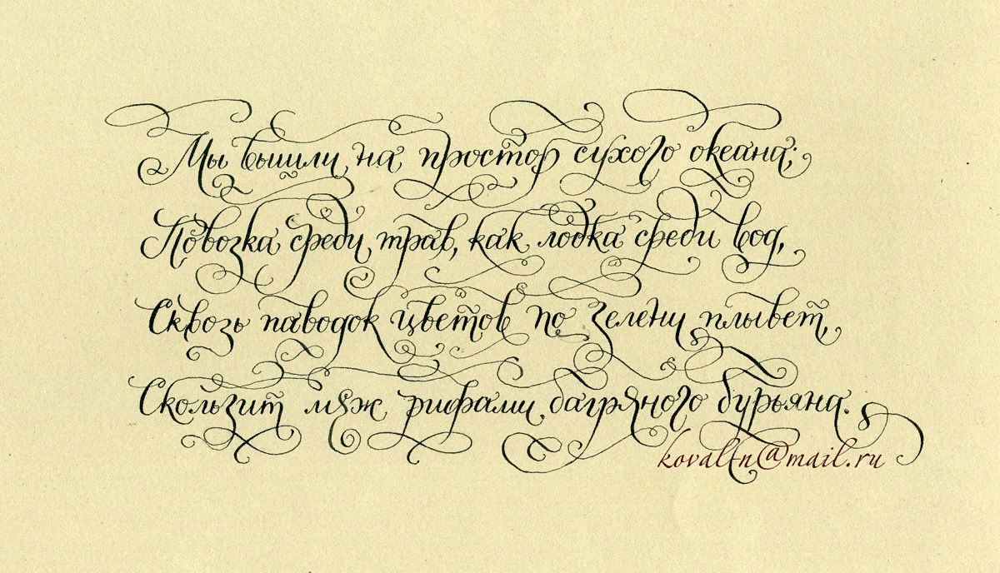 Мы вышли на простор сухого океана;
Повозка среди трав, как лодка среди вод,
Сквозь паводок цветов по зелени плывет,
Скользит меж рифами багряного бурьяна.
koval-n@mail.ru